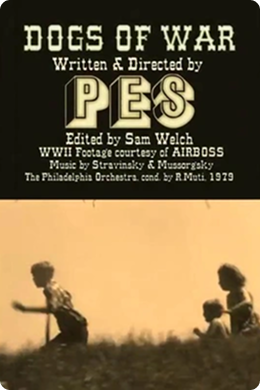 DOGS OF WAR
Written & Directed by
PES
Edited by Sam Welch
WWII Footage courtesy of AIRBOSS
Music by Stravinsky & Mussorgsky
The Philadelphia Orchestra, cond. by R.Muti, 1979